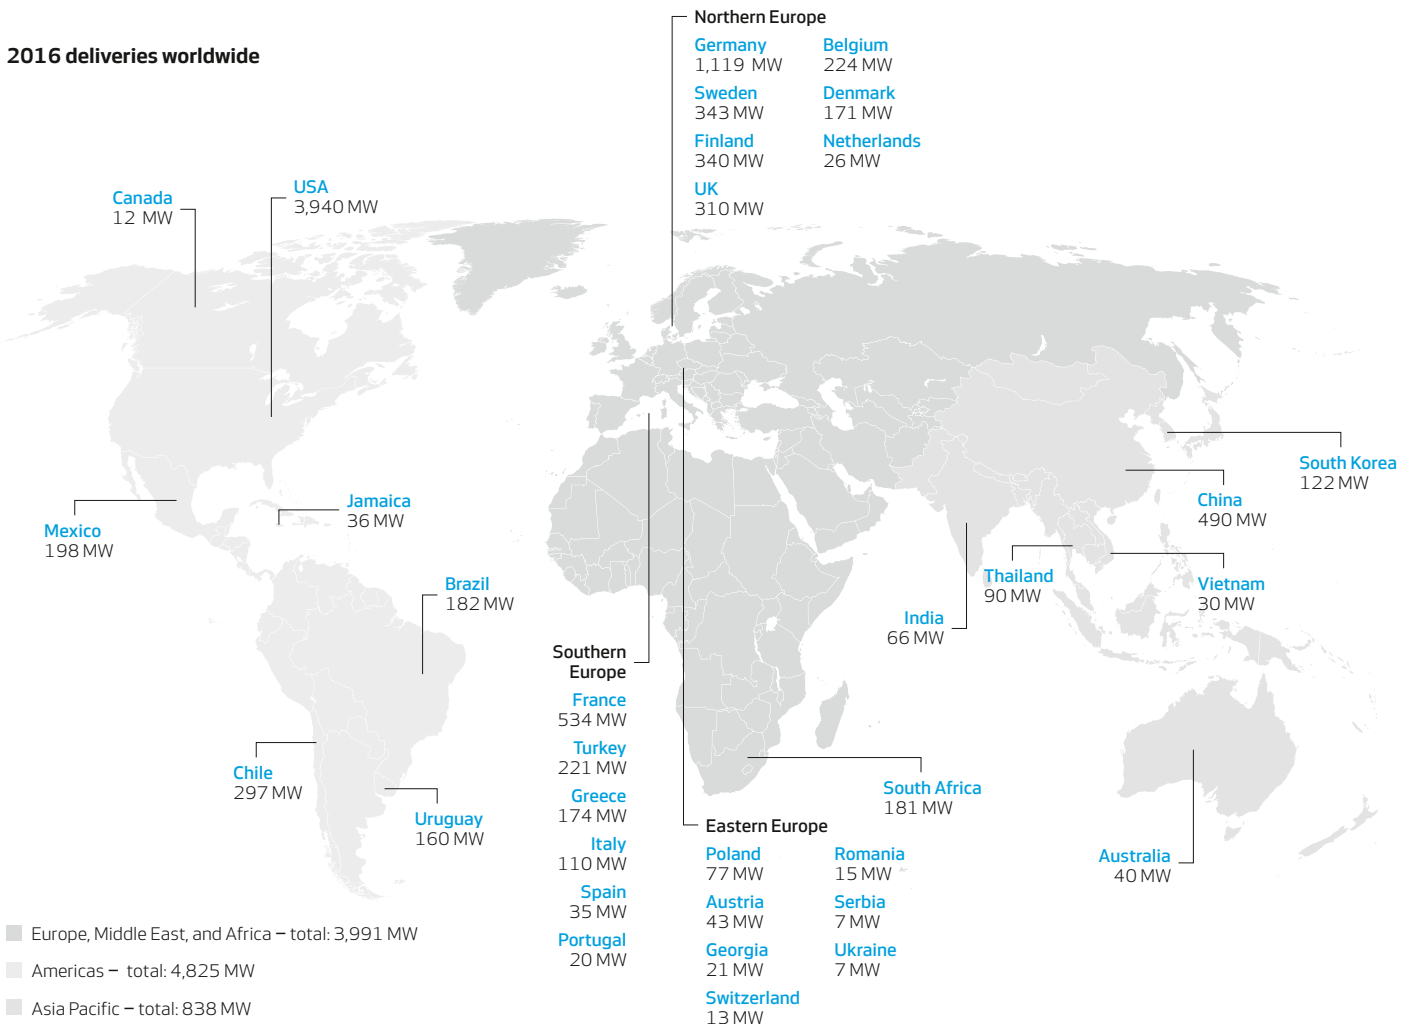 2016 deliveries worldwide
Northern Europe
Germany
1,119 MW
Belgium
224 MW
Sweden
343 MW
Denmark
171 MW
Finland
340 MW
Netherlands
26 MW
UK
310 MW
Canada
12 MW
USA
3,940 MW
Mexico
198 MW
Jamaica
36 MW
Brazil
182 MW
Chile
297 MW
Uruguay
160 MW
Southern
Europe
France
534 MW
Turkey
221 MW
Greece
174 MW
Italy
110 MW
Spain
35 MW
Portugal
20 MW
Eastern Europe
Poland
77 MW
Romania
15 MW
Austria
43 MW
Serbia
7 MW
Georgia
21 MW
Ukraine
7 MW
Switzerland
13 MW
South Africa
181 MW
India
66 MW
Thailand
90 MW
Vietnam
30 MW
China
490 MW
South Korea
122 MW
Australia
40 MW
Europe, Middle East, and Africa – total: 3,991 MW
Americas – total: 4,825 MW
Asia Pacific – total: 838 MW